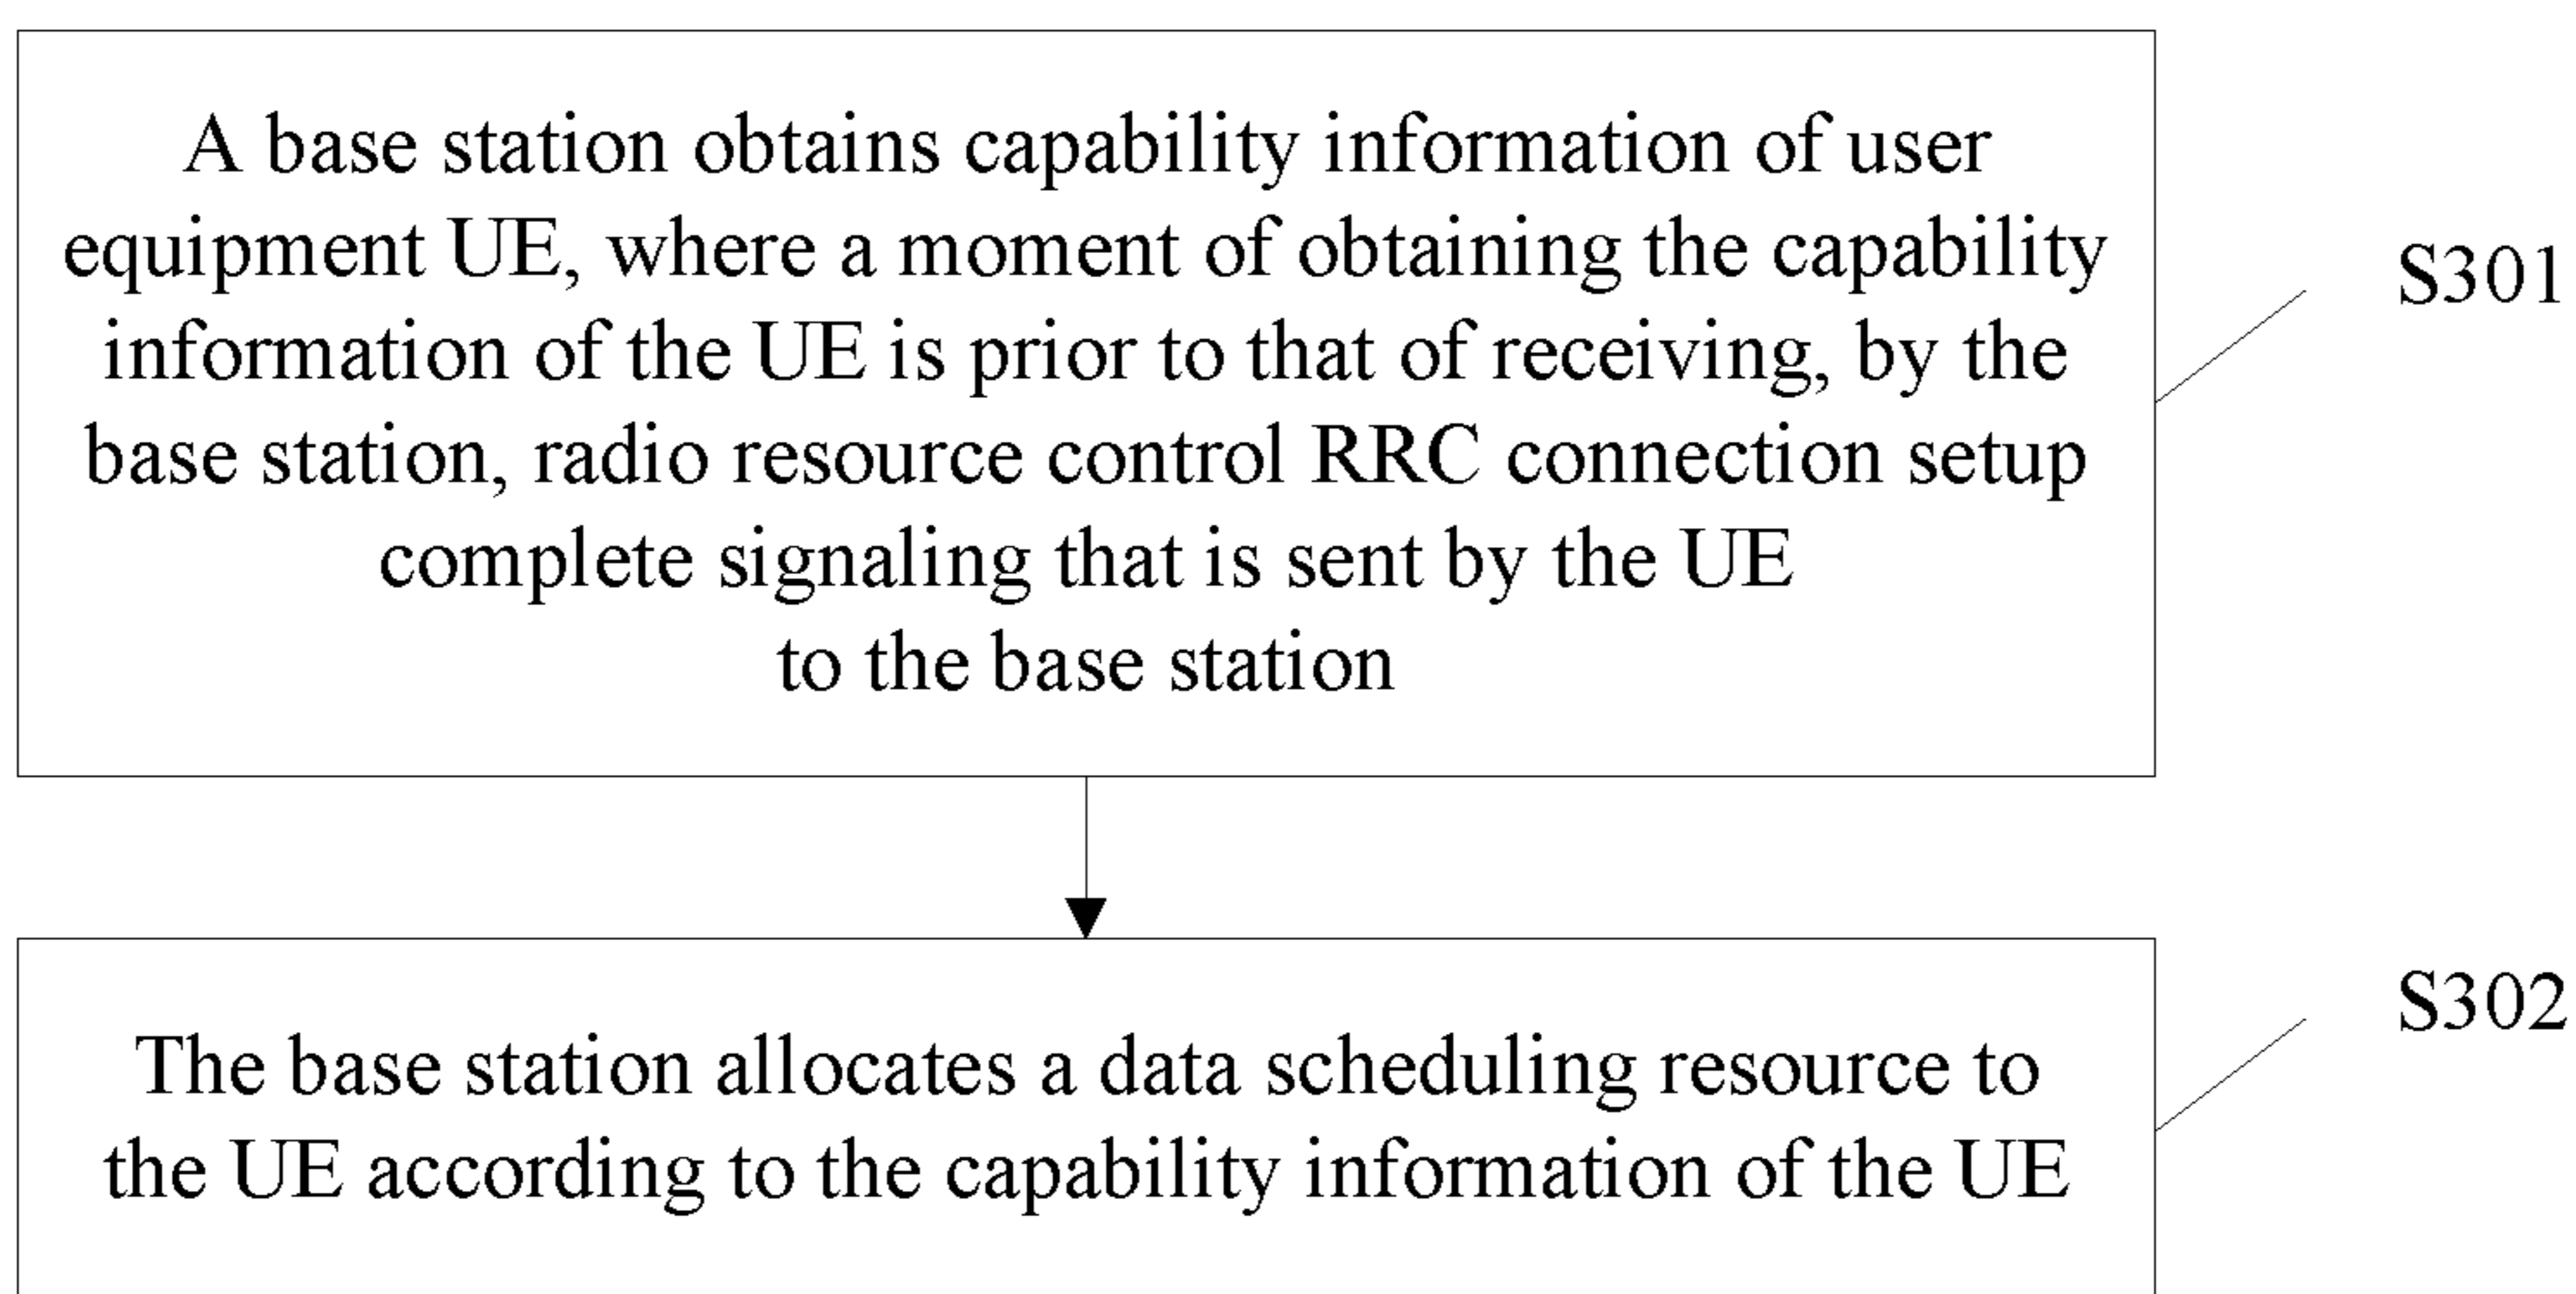 A base station obtains capability information of user
equipment UE, where a moment of obtaining the capability
information of the UE is prior to that of receiving, by the
base station, radio resource control RRC connection setup
complete signaling that is sent by the UE
to the base station
S301
The base station allocates a data scheduling resource to
the UE according to the capability information of the UE
S302